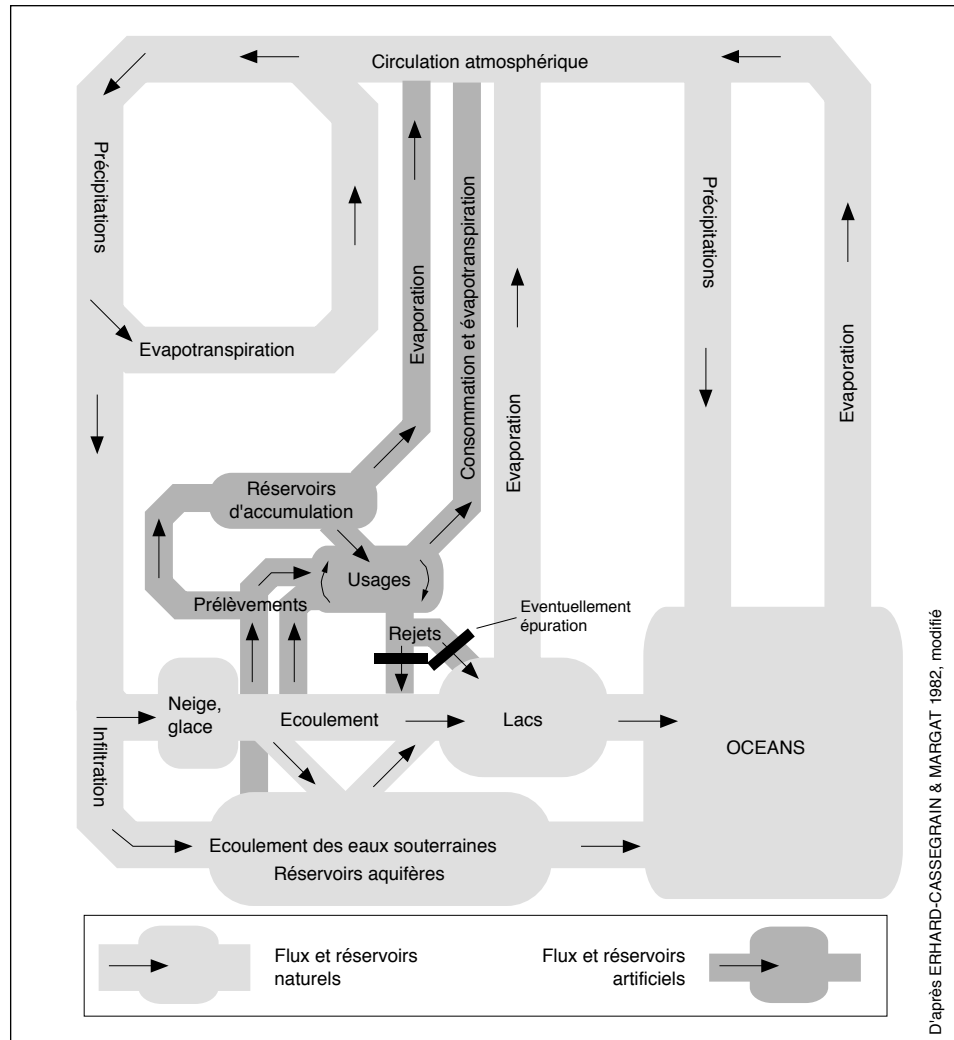 Circulation atmosphérique
Précipitations
Evapotranspiration
Evaporation
Consommation et évapotranspiration
Evaporation
Précipitations
Evaporation
Réservoirs
d'accumulation
Usages
Prélèvements
Rejets
Eventuellement
épuration
Neige,
glace
Ecoulement
Lacs
OCEANS
Infiltration
Ecoulement des eaux souterraines
Réservoirs aquifères
Flux et réservoirs
naturels
Flux et réservoirs
artificiels
D'après ERHARD-CASSEGRAIN & MARGAT 1982, modifié